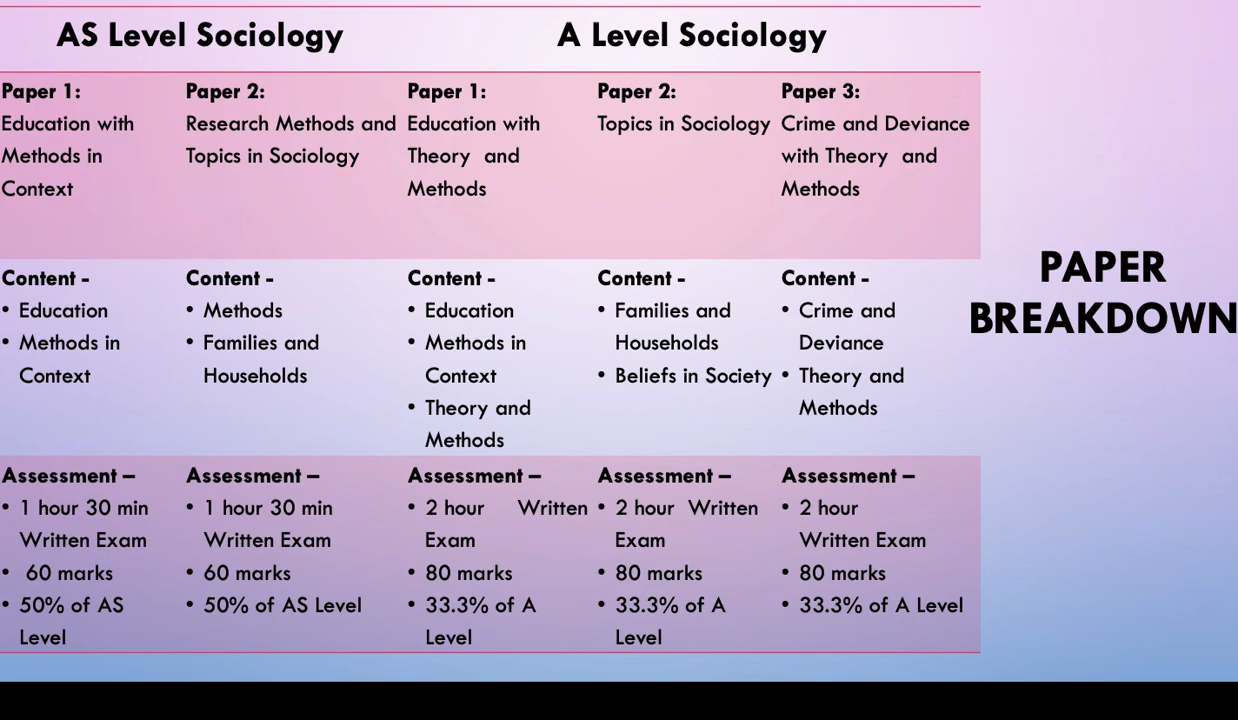 AS Level Sociology
A Level Sociology
Paper 1:
Education with
Methods in
Context
Paper 2:
Research Methods and
Topics in Sociology
Paper 1:
Education with
Theory and
Methods
Paper 2:
Topics in Sociology
Paper 3:
Crime and Deviance
with Theory and
Methods
Content -
• Education
• Methods in
Context
Content -
• Methods
• Families and
Households
Content -
• Education
• Methods in
Context
• Theory and
Methods
Content -
• Families and
Households
• Beliefs in Society
Content -
• Crime and
Deviance
• Theory and
Methods
Assessment –
• 1 hour 30 min
Written Exam
• 60 marks
• 50% of AS
Level
Assessment –
• 1 hour 30 min
Written Exam
• 60 marks
• 50% of AS Level
Assessment –
• 2 hour Written
Exam
• 80 marks
• 33.3% of A
Level
Assessment –
• 2 hour Written
Exam
• 80 marks
• 33.3% of A
Level
Assessment –
• 2 hour
Written Exam
• 80 marks
• 33.3% of A Level
PAPER
BREAKDOWN